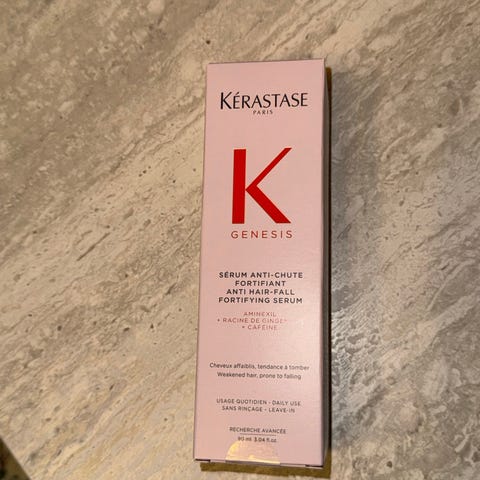 KÉRASTASE
PARIS
K
GENESIS
SÉRUM ANTI-CHUTE
FORTIFIANT
ANTI HAIR-FALL
FORTIFYING SERUM
AMINEXIL
+ RACINE DE
+ CAFÉINE
Cheveux affaiblis, tendance à tomber
Weakened hair, prone to falling
USAGE QUOTIDIEN - DAILY USE
SANS RINÇAGE - LEAVE-IN
RECHERCHE AVANCÉE
90 ml 3.04 fl.oz.